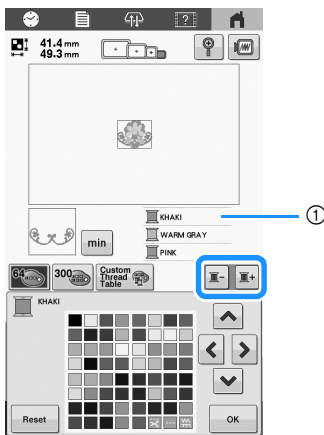 41.4 mm
49.3 mm
KHAKI
①
WARM GRAY
PINK
min
64
300
Custom
Thread
Table
KHAKI
Reset
OK